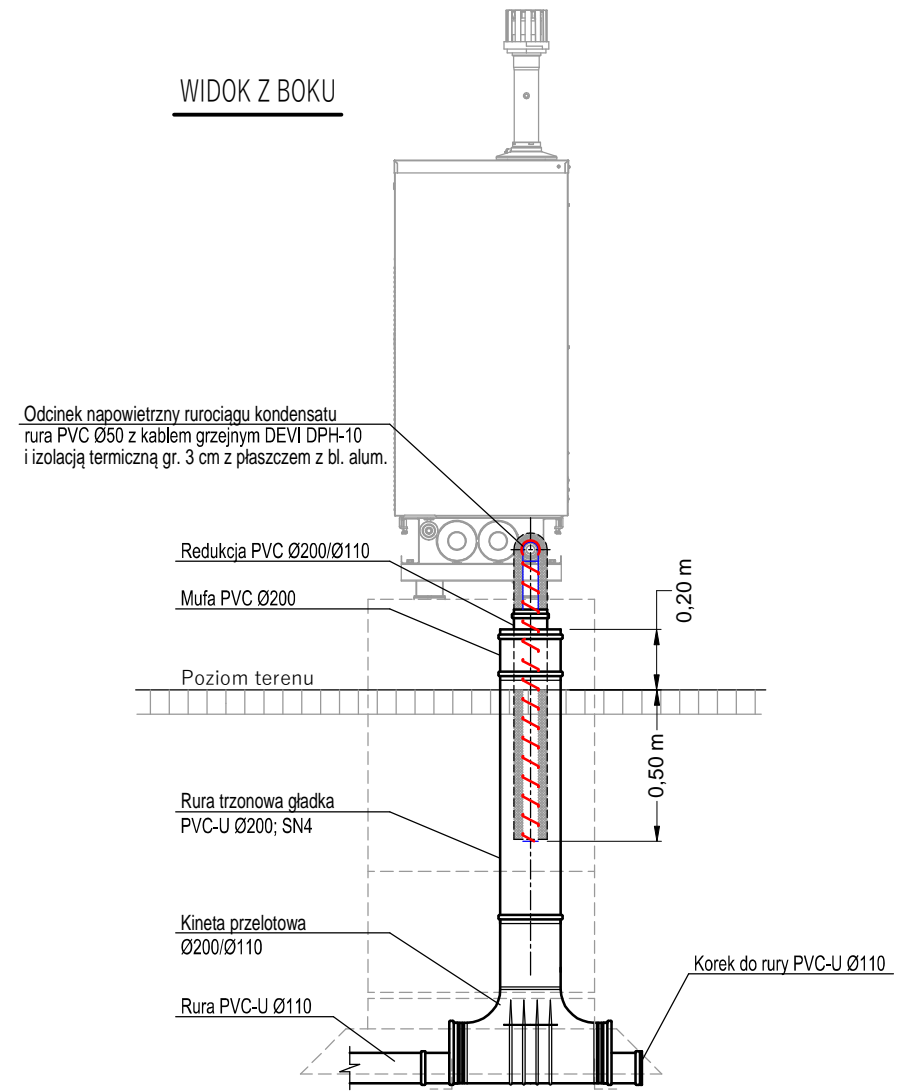 WIDOK Z BOKU
Odcinek napowietrzny rurociągu kondensatu
rura PVC Ø50 z kablem grzejnym DEVI DPH-10
i izolacją termiczną gr. 3 cm z płaszczem z bl. alum.
Redukcja PVC Ø200/Ø110
0,20 m
Mufa PVC Ø200
Poziom terenu
0,50 m
Rura trzonowa gładka
PVC-U Ø200; SN4
Kineta przelotowa
Ø200/Ø110
Korek do rury PVC-U Ø110
Rura PVC-U Ø110